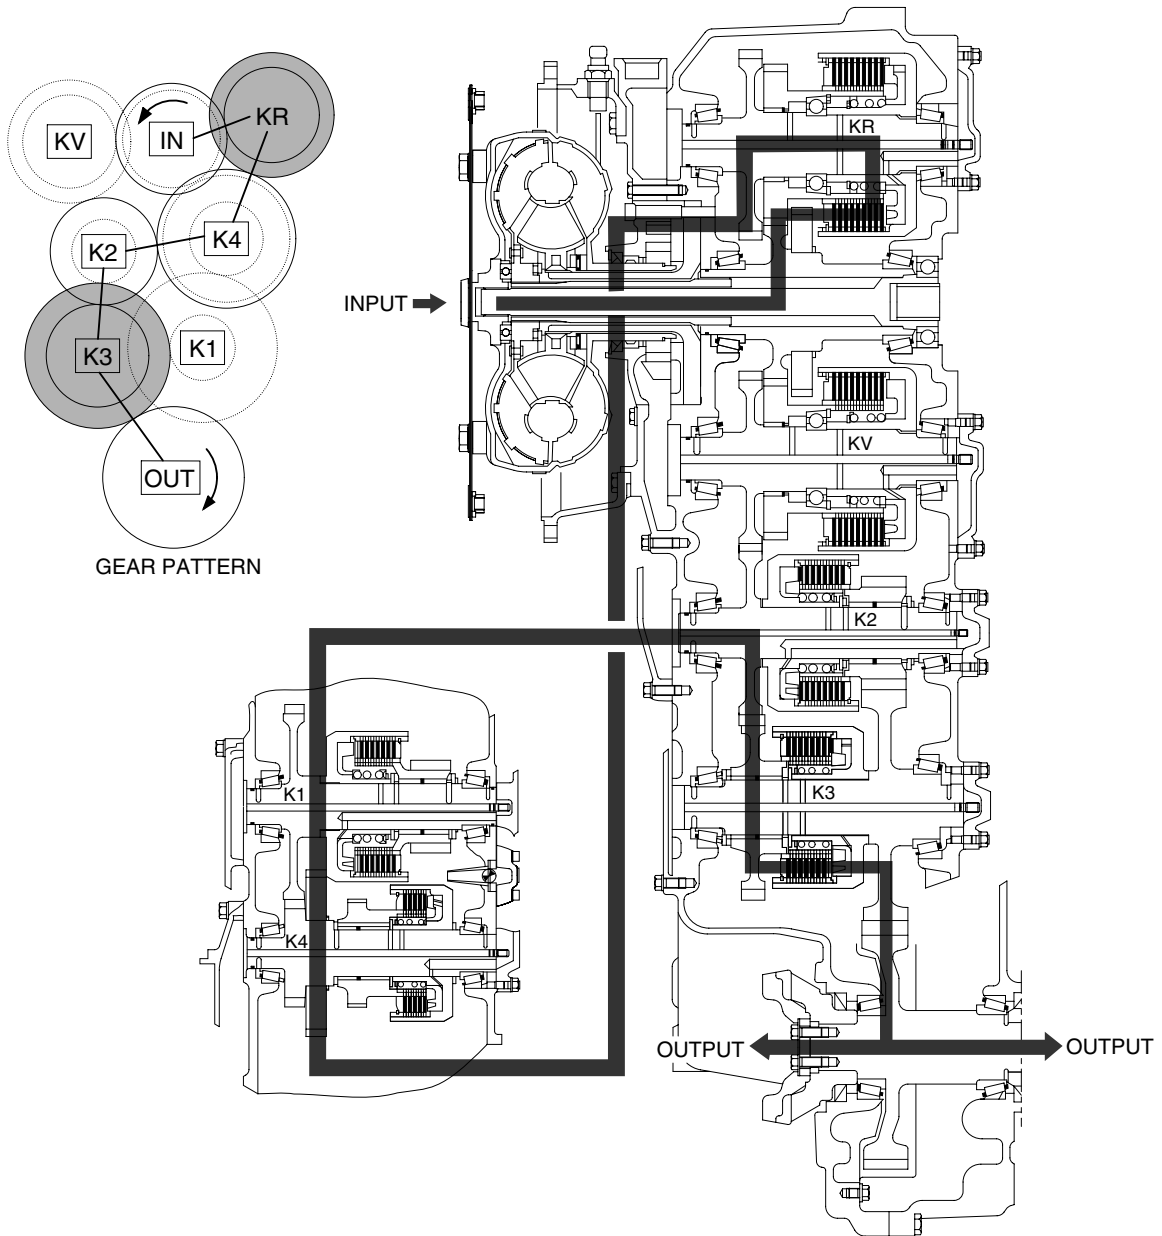 KV
IN
KR
K2
K4
K3
K1
OUT
GEAR PATTERN
INPUT
KR
KV
K2
K3
K1
K4
OUTPUT
OUTPUT